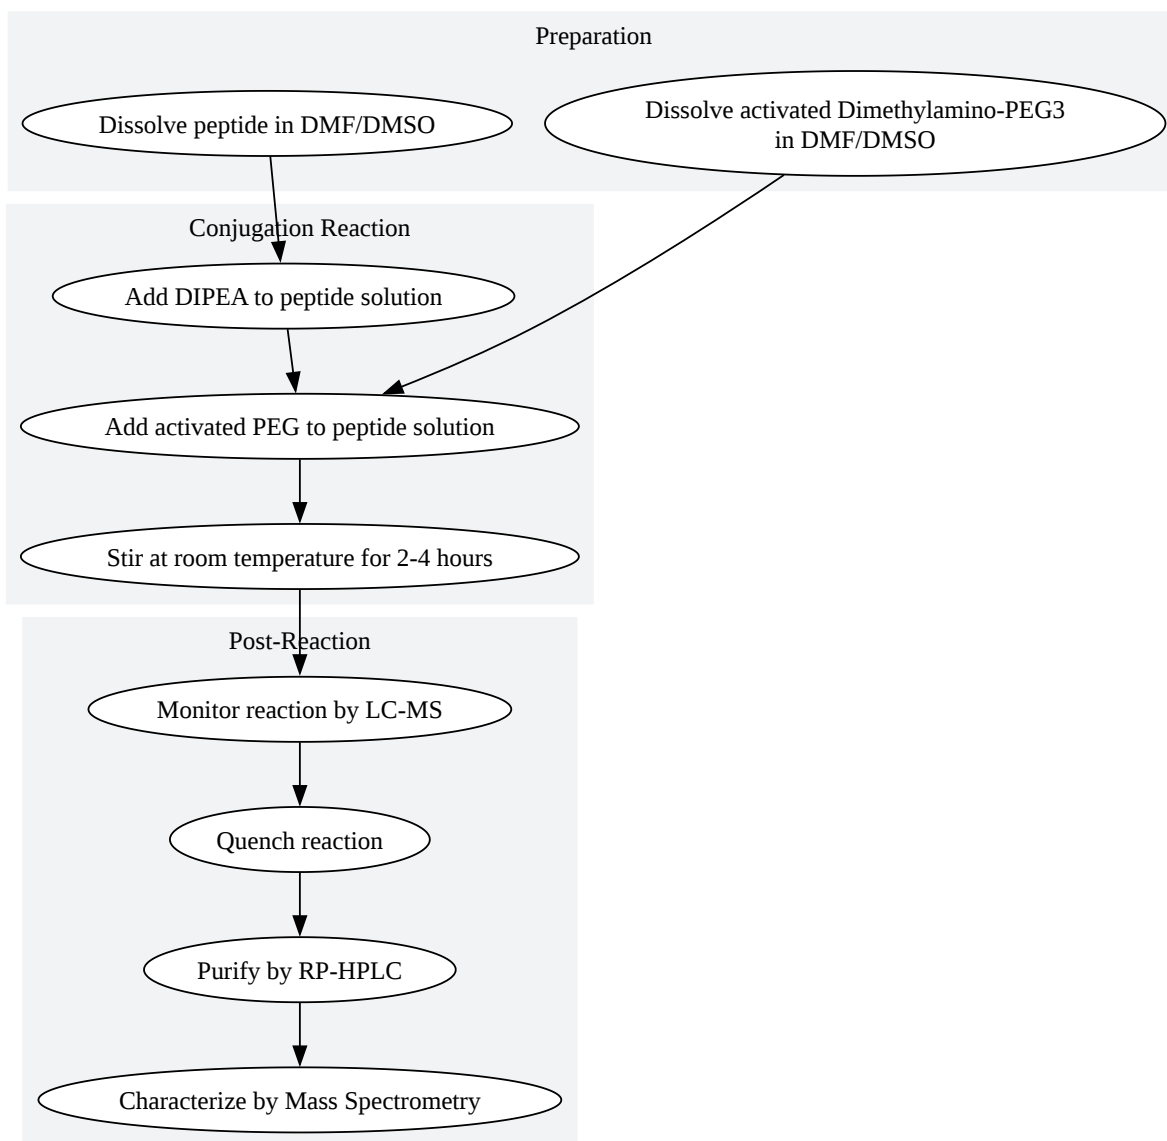 Preparation
Dissolve peptide in DMF/DMSO
Dissolve activated Dimethylamino-PEG3
in DMF/DMSO
Conjugation Reaction
Add DIPEA to peptide solution
Add activated PEG to peptide solution
Stir at room temperature for 2-4 hours
Post-Reaction
Monitor reaction by LC-MS
Quench reaction
Purify by RP-HPLC
Characterize by Mass Spectrometry